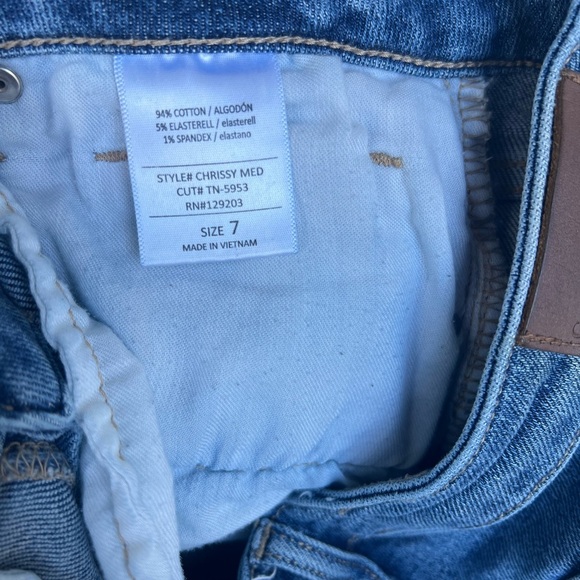 94% COTTON / ALGODÓN
5% ELASTERELL / elasterell
1% SPANDEX / elastano
STYLE# CHRISSY MED
CUT# TN-5953
RN#129203
SIZE 7
MADE IN VIETNAM